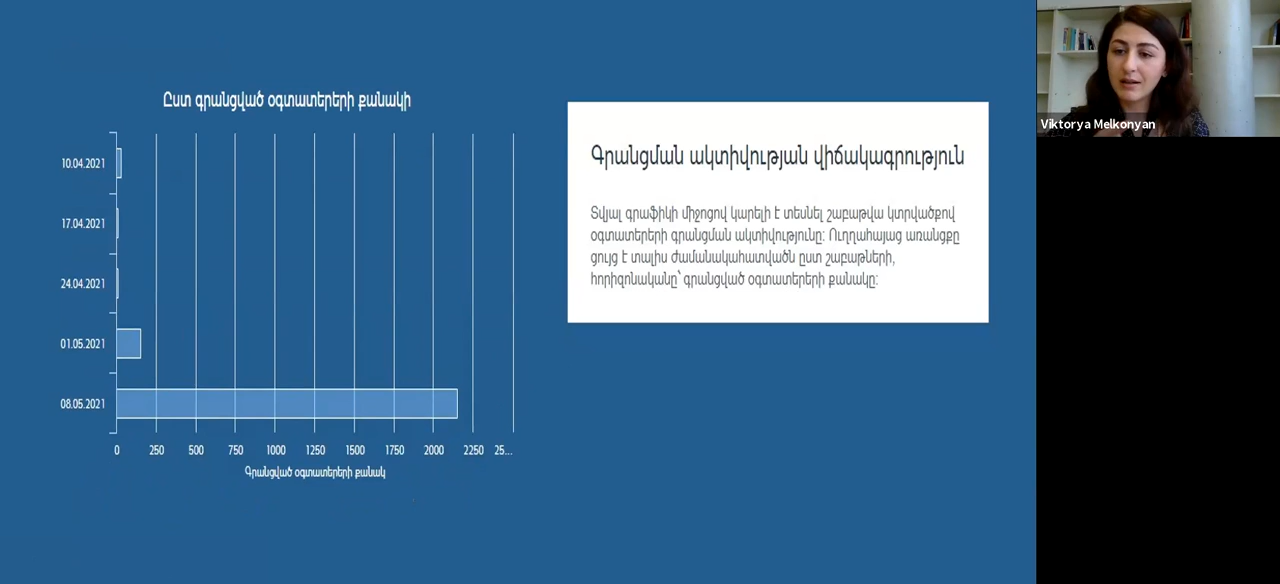 Ըստ գրանցված օգտատերերի քանակի
10.04.2021
17.04.2021
24.04.2021
01.05.2021
08.05.2021
0 250 500 750 1000 1250 1500 1750 2000 2250 25...
Գրանցված օգտատերերի քանակ
Գրանցման ակտիվության վիճակագրություն
Տվյալ գրաֆիկի միջոցով կարելի է տեսնել շաբաթվա կտրվածքով
օգտատերերի գրանցման ակտիվությունը։ Ուղղահայաց առանցքը
ցույց է տալիս ժամանակահատվածն ըստ շաբաթների,
հորիզոնականը՝ գրանցված օգտատերերի քանակը։
Viktorya Melkonyan